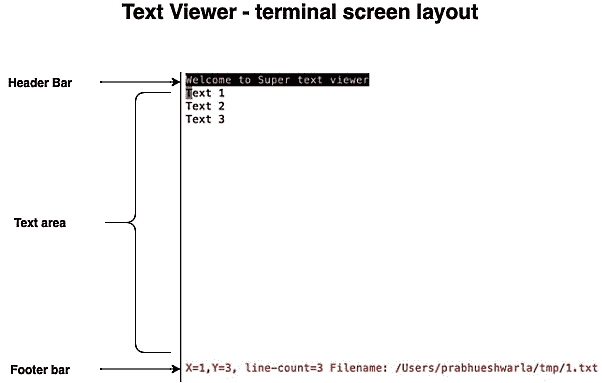 Text Viewer - terminal screen layout
Header Bar
Welcome to Super text viewer
Text 1
Text 2
Text 3
Text area
Footer bar
X=1,Y=3, line-count=3 Filename: /Users/prabhueshwarla/tmp/1.txt